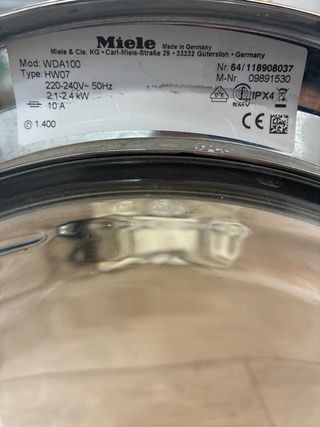 Miele Made in Germany
Miele & Cie. KG · Carl-Miele-Straße 29 · 33332 Gütersloh · Germany
Mod: WDA100 Nr. 64/118908037
Type: HW07 M-Nr. 09891530
220-240V~ 50Hz
2,1-2,4 kW IPX4
10 A EMV
1.400 CE